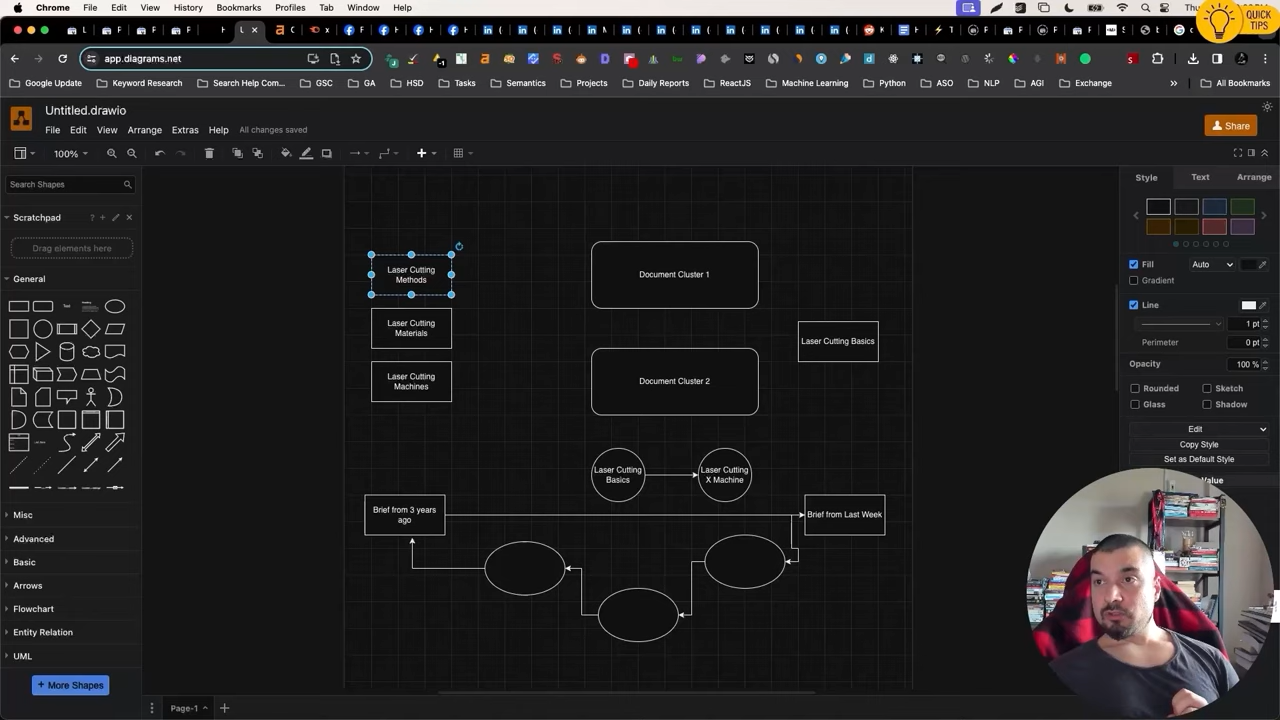 Chrome File Edit View History Bookmarks Profiles Tab Window Help
QUICK
TIPS
app.diagrams.net
Google Update Keyword Research Search Help Com... GSC GA HSD Tasks Semantics Projects Daily Reports ReactJS Machine Learning Python ASO NLP AGI Exchange All Bookmarks
Untitled.drawio
File Edit View Arrange Extras Help All changes saved
Share
100%
Search Shapes
Scratchpad
Drag elements here
General
Misc
Advanced
Basic
Arrows
Flowchart
Entity Relation
UML
+ More Shapes
Laser Cutting
Methods
Laser Cutting
Materials
Laser Cutting
Machines
Document Cluster 1
Document Cluster 2
Laser Cutting Basics
Laser Cutting
Basics
Laser Cutting
X Machine
Brief from 3 years
ago
Brief from Last Week
Style Text Arrange
Fill Auto
Gradient
Line
1 pt
Perimeter 0 pt
Opacity 100 %
Rounded Sketch
Glass Shadow
Edit
Copy Style
Set as Default Style
Value
Page-1